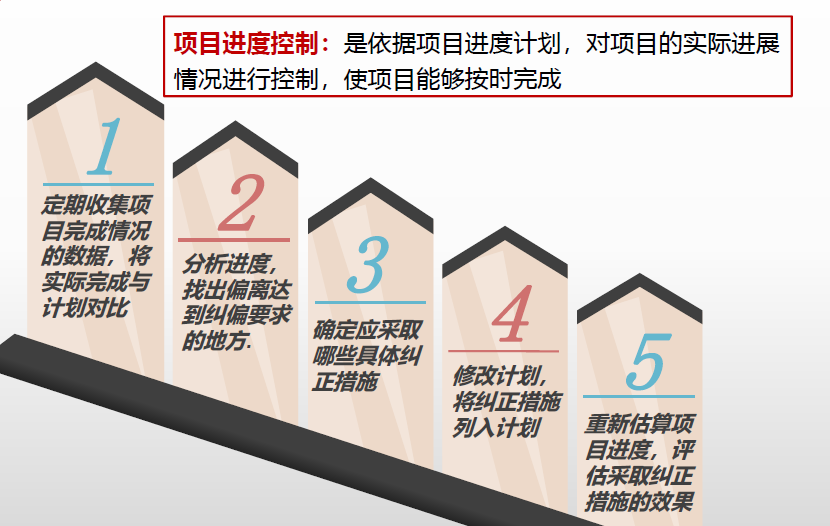 项目进度控制：是依据项目进度计划，对项目的实际进展
情况进行控制，使项目能够按时完成
1
定期收集项
目完成情况
的数据，将
实际完成与
计划对比
2
分析进度，
找出偏离达
到纠偏要求
的地方.
3
确定应采取
哪些具体纠
正措施
4
修改计划，
将纠正措施
列入计划
5
重新估算项
目进度，评
估采取纠正
措施的效果